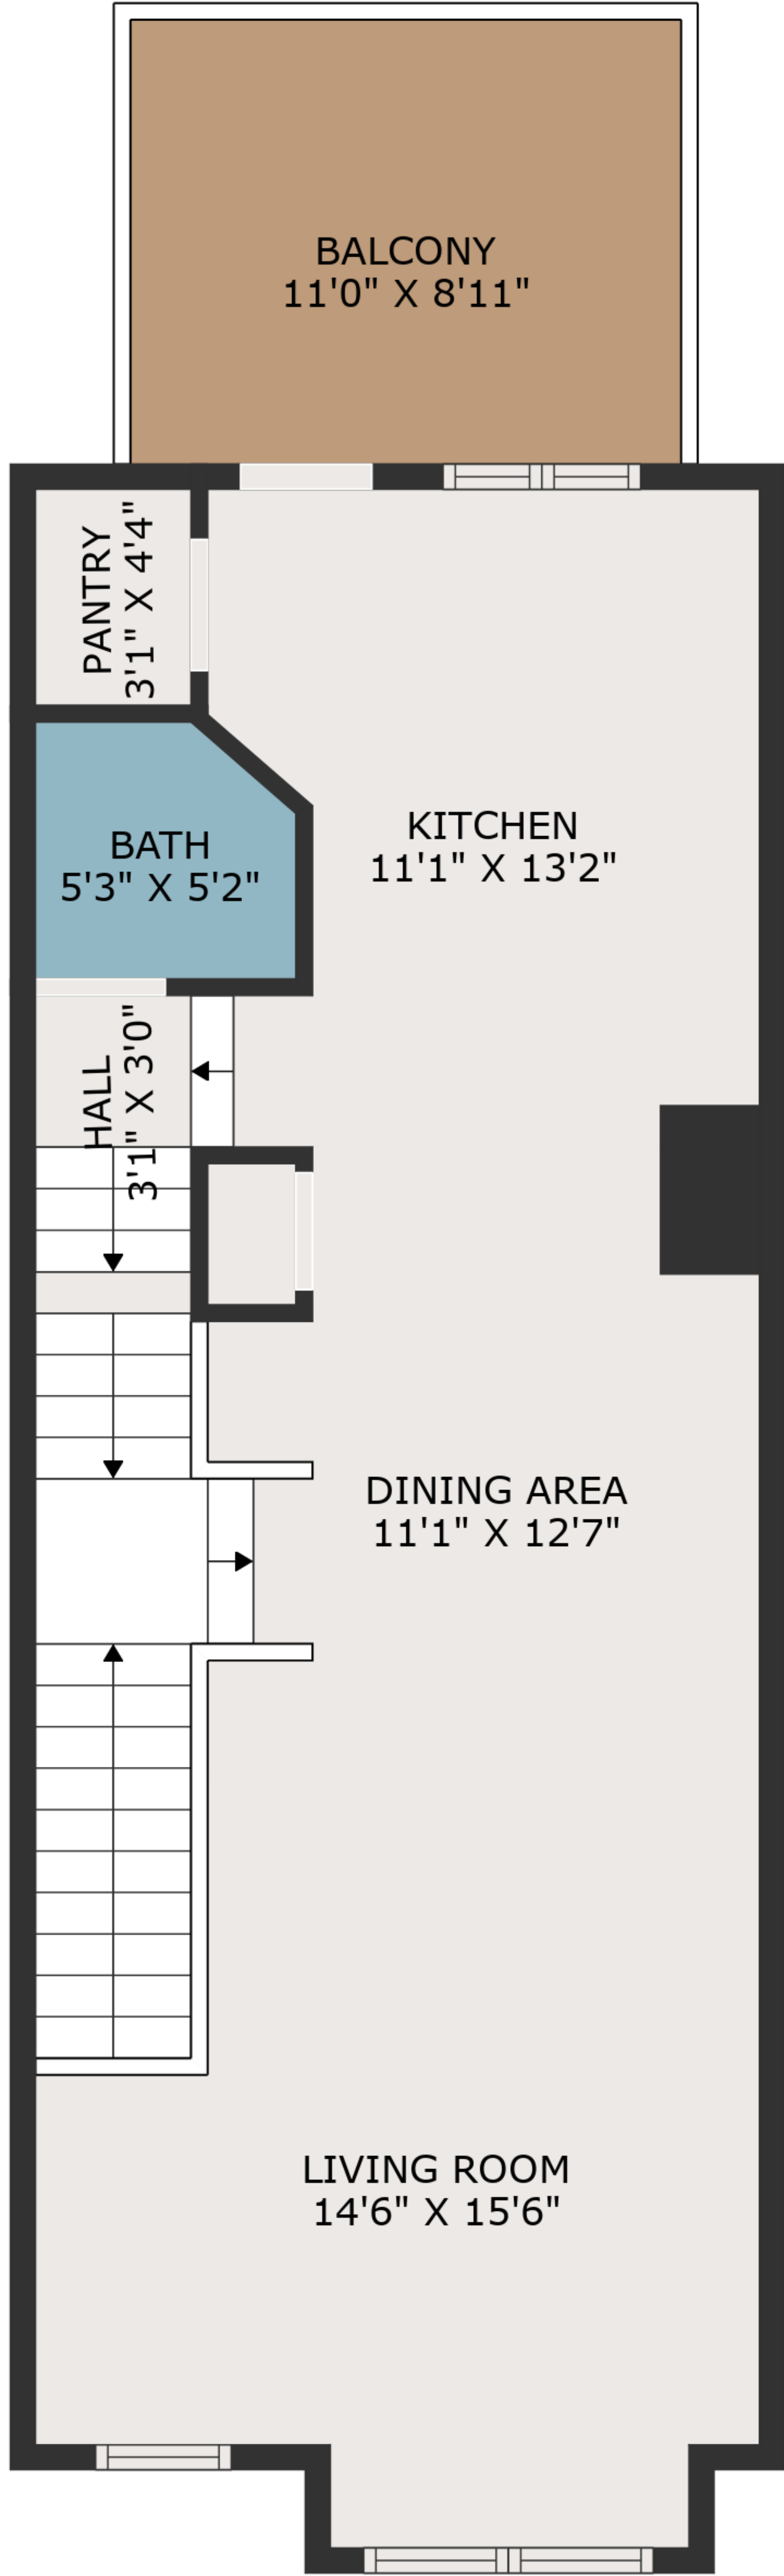 BALCONY
11'0" X 8'11"
PANTRY
3'1" X 4'4"
KITCHEN
11'1" X 13'2"
BATH
5'3" X 5'2"
HALL
3'1" X 3'0"
DINING AREA
11'1" X 12'7"
LIVING ROOM
14'6" X 15'6"